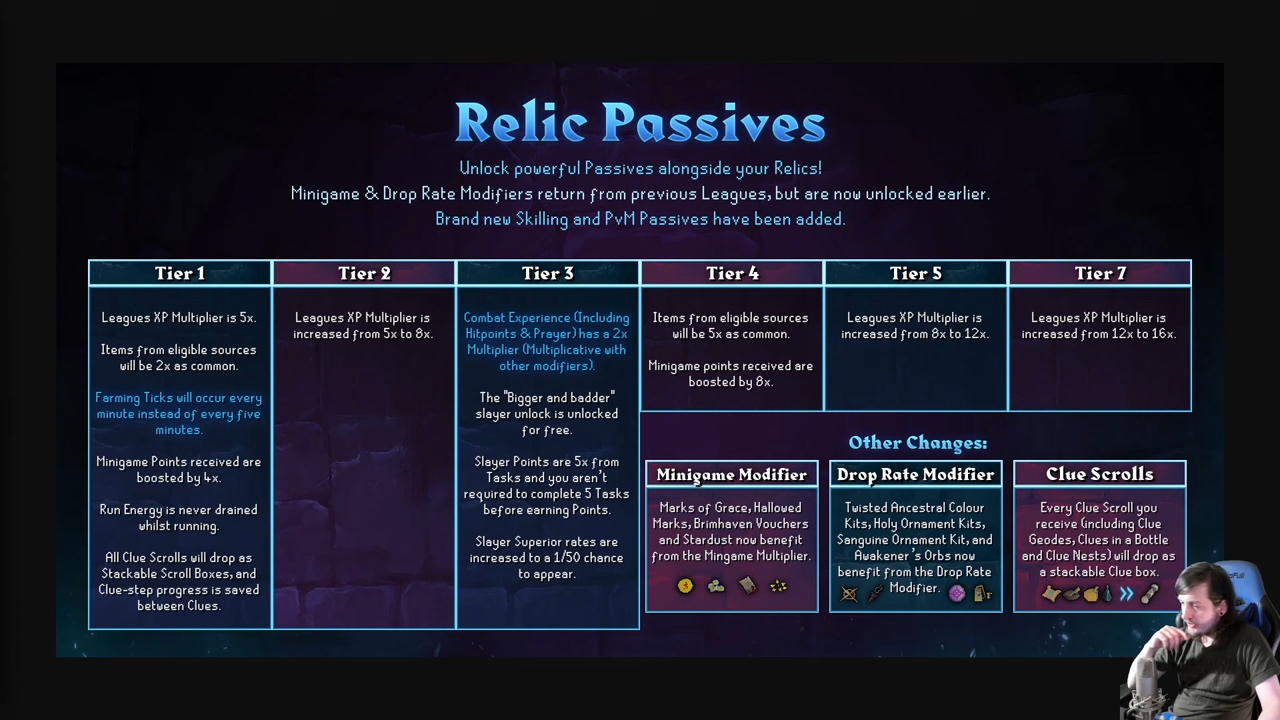 Relic Passives
Unlock powerful Passives alongside your Relics!
Minigame & Drop Rate Modifiers return from previous Leagues, but are now unlocked earlier.
Brand new Skilling and PvM Passives have been added.
Tier 1
Leagues XP Multiplier is 5x.
Items from eligible sources
will be 2x as common.
Farming Ticks will occur every
minute instead of every five
minutes.
Minigame Points received are
boosted by 4x.
Run Energy is never drained
whilst running.
All Clue Scrolls will drop as
Stackable Scroll Boxes, and
Clue-step progress is saved
between Clues.
Tier 2
Leagues XP Multiplier is
increased from 5x to 8x.
Tier 3
Combat Experience (Including
Hitpoints & Prayer) has a 2x
Multiplier (Multiplicative with
other modifiers).
The "Bigger and badder"
slayer unlock is unlocked
for free.
Slayer Points are 5x from
Tasks and you aren't
required to complete 5 Tasks
before earning Points.
Slayer Superior rates are
increased to a 1/50 chance
to appear.
Tier 4
Items from eligible sources
will be 5x as common.
Minigame points received are
boosted by 8x.
Tier 5
Leagues XP Multiplier is
increased from 8x to 12x.
Tier 7
Leagues XP Multiplier is
increased from 12x to 16x.
Other Changes:
Minigame Modifier
Marks of Grace, Hallowed
Marks, Brimhaven Vouchers
and Stardust now benefit
from the Mingame Multiplier.
Drop Rate Modifier
Twisted Ancestral Colour
Kits, Holy Ornament Kits,
Sanguine Ornament Kit, and
Awakener's Orbs now
benefit from the Drop Rate
Modifier.
Clue Scrolls
Every Clue Scroll you
receive (including Clue
Geodes, Clues in a Bottle
and Clue Nests) will drop as
a stackable Clue box.